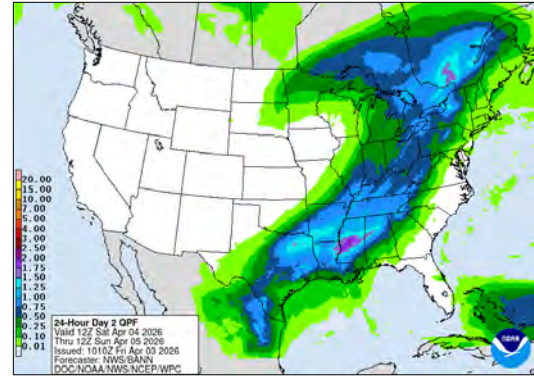 20.00
15.00
10.00
7.00
5.00
4.00
3.00
2.50
2.00
1.75
1.50
1.25
1.00
0.75
0.50
0.25
0.10
0.01
24-Hour Day 2 QPF
Valid 12Z Sat Apr 04 2026
Thru 12Z Sun Apr 05 2026
Issued: 1010Z Fri Apr 03 2026
Forecaster: NWS/BANN
DOC/NOAA/NWS/NCEP/WPC
NOAA